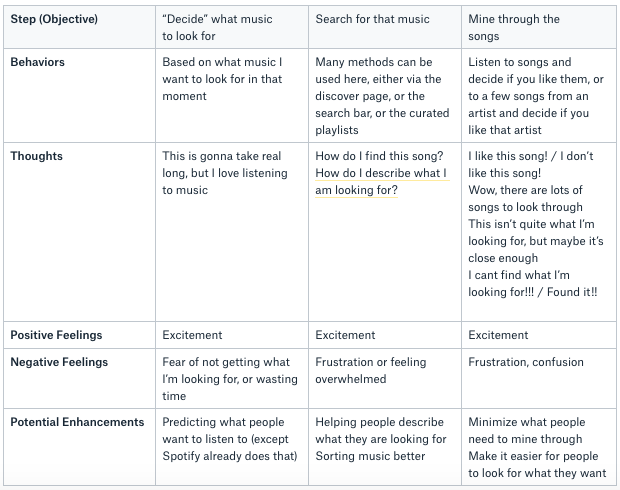 Step (Objective)
“Decide” what music
to look for
Search for that music
Mine through the
songs
Behaviors
Based on what music I
want to look for in that
moment
Many methods can be
used here, either via the
discover page, or the
search bar, or the curated
playlists
Listen to songs and
decide if you like them, or
to a few songs from an
artist and decide if you
like that artist
Thoughts
This is gonna take real
long, but I love listening
to music
How do I find this song?
How do I describe what I
am looking for?
I like this song! / I don’t
like this song!
Wow, there are lots of
songs to look through
This isn’t quite what I’m
looking for, but maybe it’s
close enough
I cant find what I’m
looking for!!! / Found it!!
Positive Feelings
Excitement
Excitement
Excitement
Negative Feelings
Fear of not getting what
I’m looking for, or wasting
time
Frustration or feeling
overwhelmed
Frustration, confusion
Potential Enhancements
Predicting what people
want to listen to (except
Spotify already does that)
Helping people describe
what they are looking for
Sorting music better
Minimize what people
need to mine through
Make it easier for people
to look for what they want